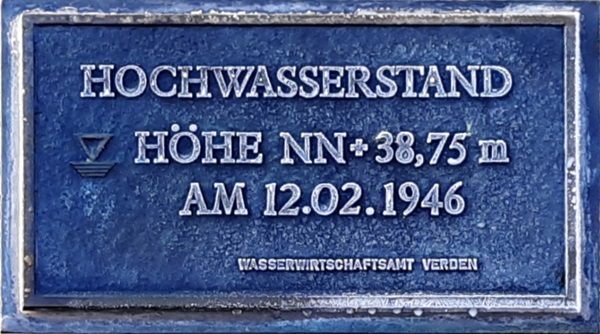 HOCHWASSERSTAND
HÖHE NN+38,75 m
AM 12.02.1946
WASSERWIRTSCHAFTSAMT VERDEN